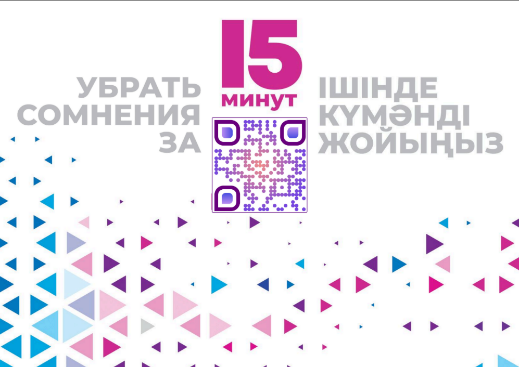 УБРАТЬ
СОМНЕНИЯ
ЗА
15
минут
ІШІНДЕ
КҮМӘНДІ
ЖОЙЫҢЫЗ